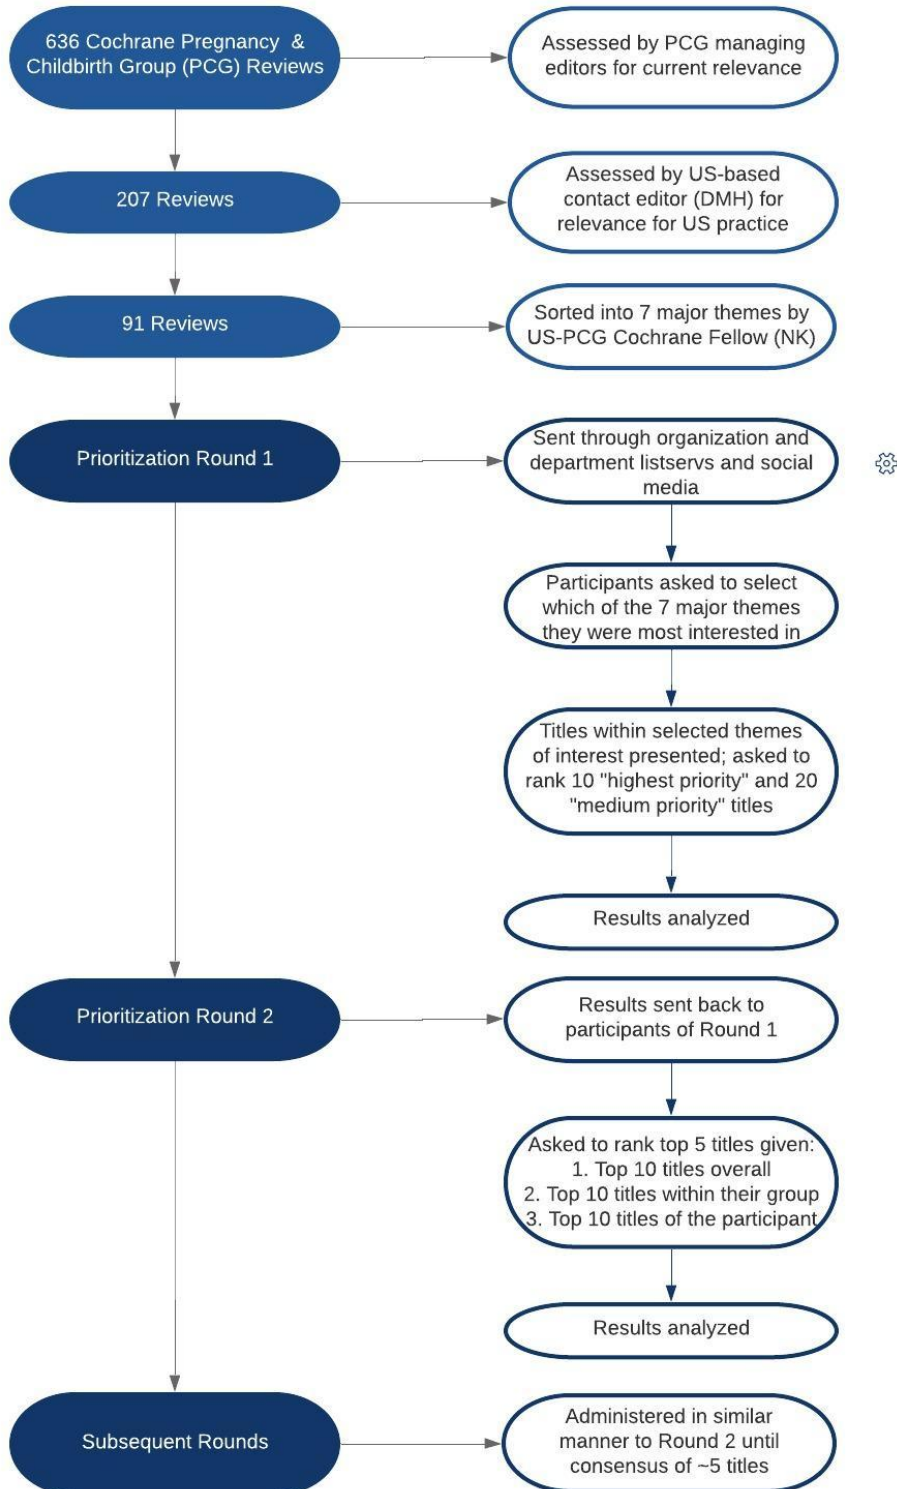 636 Cochrane Pregnancy &
Childbirth Group (PCG) Reviews
Assessed by PCG managing
editors for current relevance
207 Reviews
Assessed by US-based
contact editor (DMH) for
relevance for US practice
91 Reviews
Sorted into 7 major themes by
US-PCG Cochrane Fellow (NK)
Prioritization Round 1
Sent through organization and
department listservs and social
media
Participants asked to select
which of the 7 major themes
they were most interested in
Titles within selected themes
of interest presented; asked to
rank 10 "highest priority" and 20
"medium priority" titles
Results analyzed
Prioritization Round 2
Results sent back to
participants of Round 1
Asked to rank top 5 titles given:
1. Top 10 titles overall
2. Top 10 titles within their group
3. Top 10 titles of the participant
Results analyzed
Subsequent Rounds
Administered in similar
manner to Round 2 until
consensus of ~5 titles